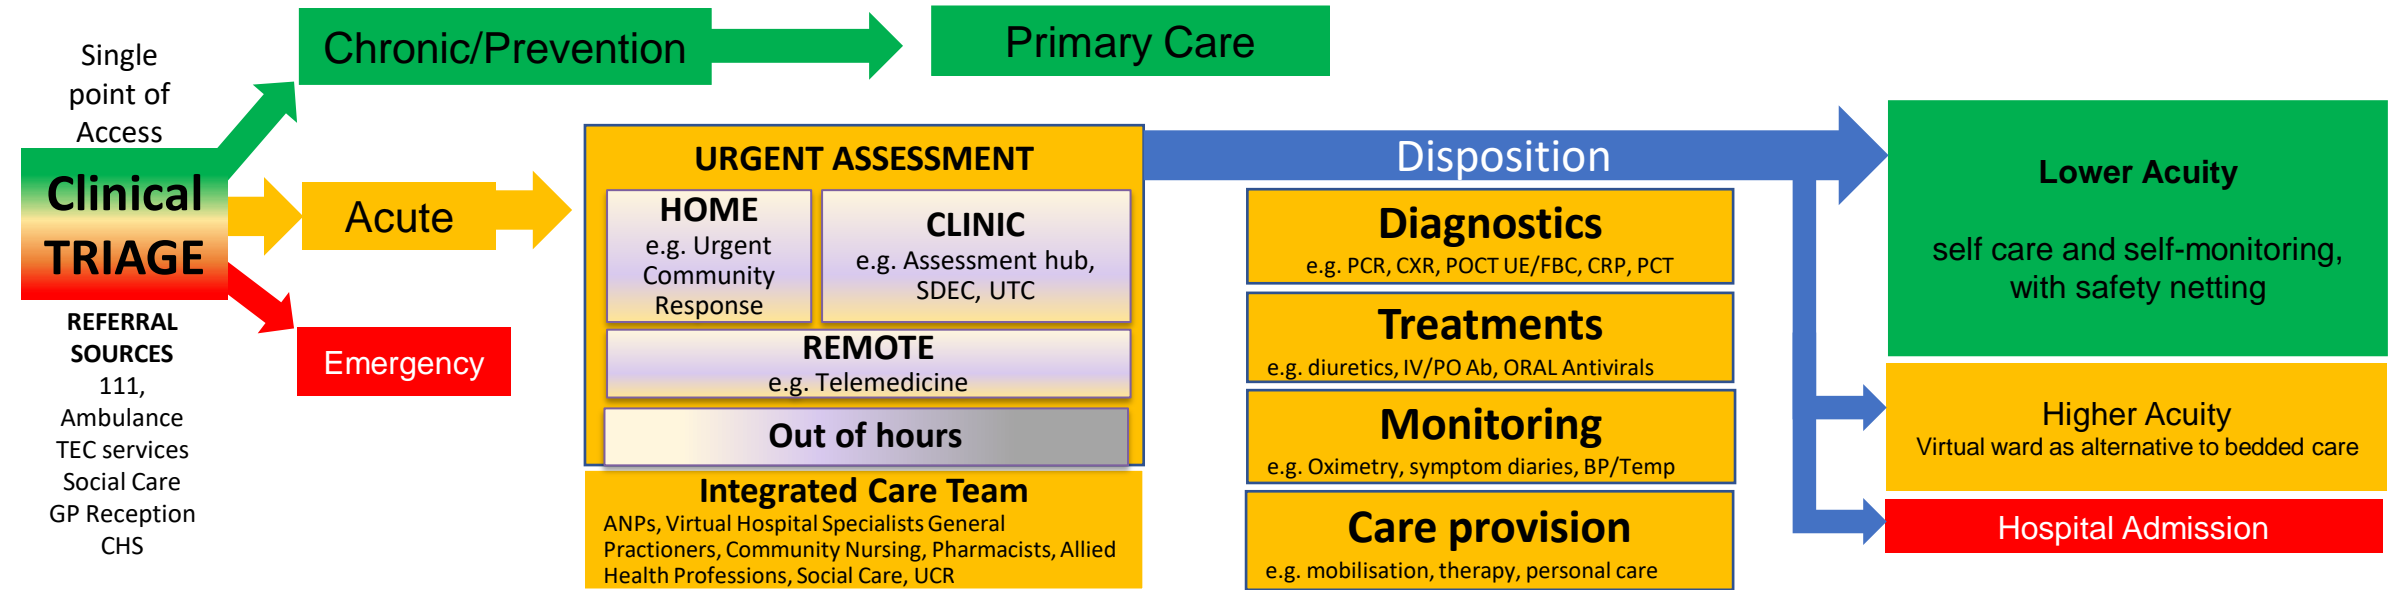 Single
point of
Access
Clinical
TRIAGE
REFERRAL
SOURCES
111,
Ambulance
TEC services
Social Care
GP Reception
CHS
Chronic/Prevention
Primary Care
Acute
Emergency
URGENT ASSESSMENT
HOME
e.g. Urgent
Community
Response
CLINIC
e.g. Assessment hub,
SDEC, UTC
REMOTE
e.g. Telemedicine
Out of hours
Integrated Care Team
ANPs, Virtual Hospital Specialists General
Practioners, Community Nursing, Pharmacists, Allied
Health Professions, Social Care, UCR
Disposition
Diagnostics
e.g. PCR, CXR, POCT UE/FBC, CRP, PCT
Treatments
e.g. diuretics, IV/PO Ab, ORAL Antivirals
Monitoring
e.g. Oximetry, symptom diaries, BP/Temp
Care provision
e.g. mobilisation, therapy, personal care
Lower Acuity
self care and self-monitoring,
with safety netting
Higher Acuity
Virtual ward as alternative to bedded care
Hospital Admission